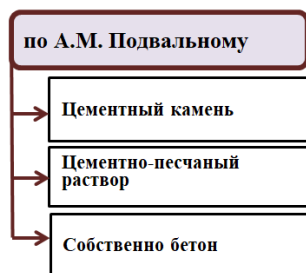 по А.М. Подвальному
Цементный камень
Цементно-песчаный
раствор
Собственно бетон